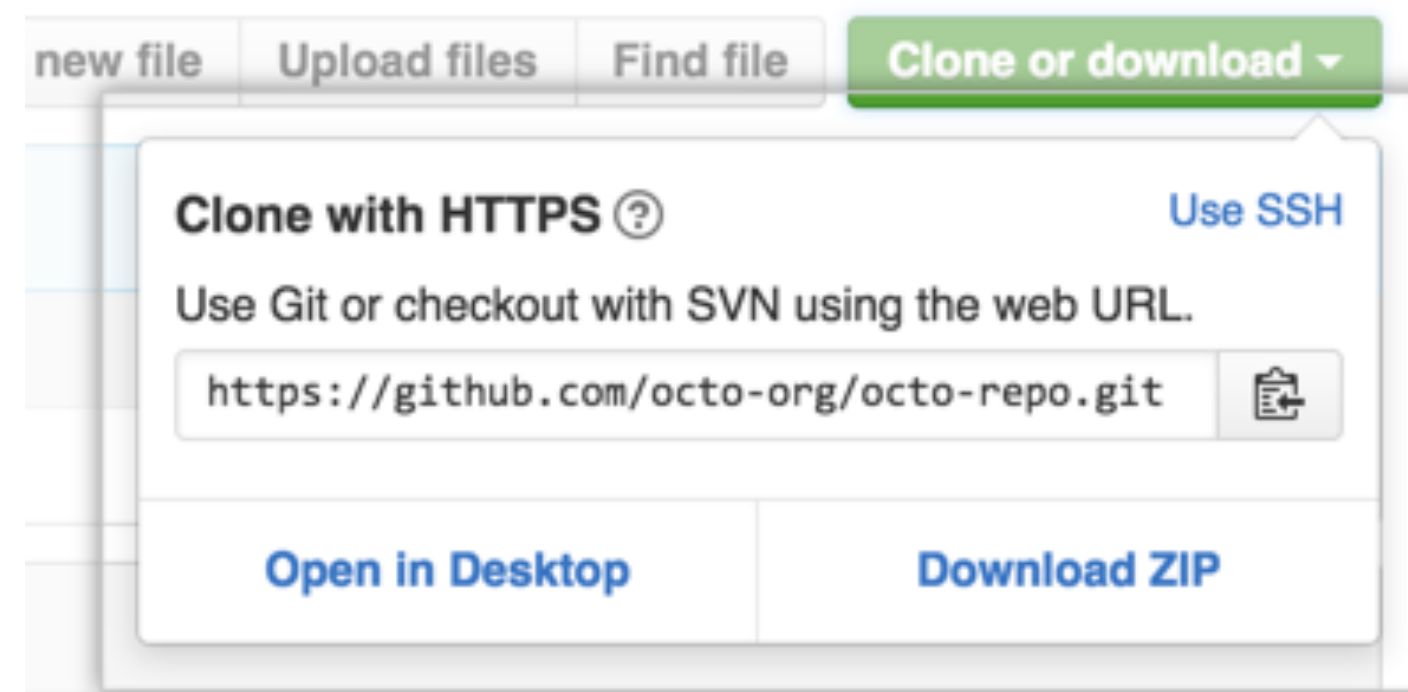 new file Upload files Find file Clone or download
Clone with HTTPS ? Use SSH
Use Git or checkout with SVN using the web URL.
https://github.com/octo-org/octo-repo.git
Open in Desktop Download ZIP